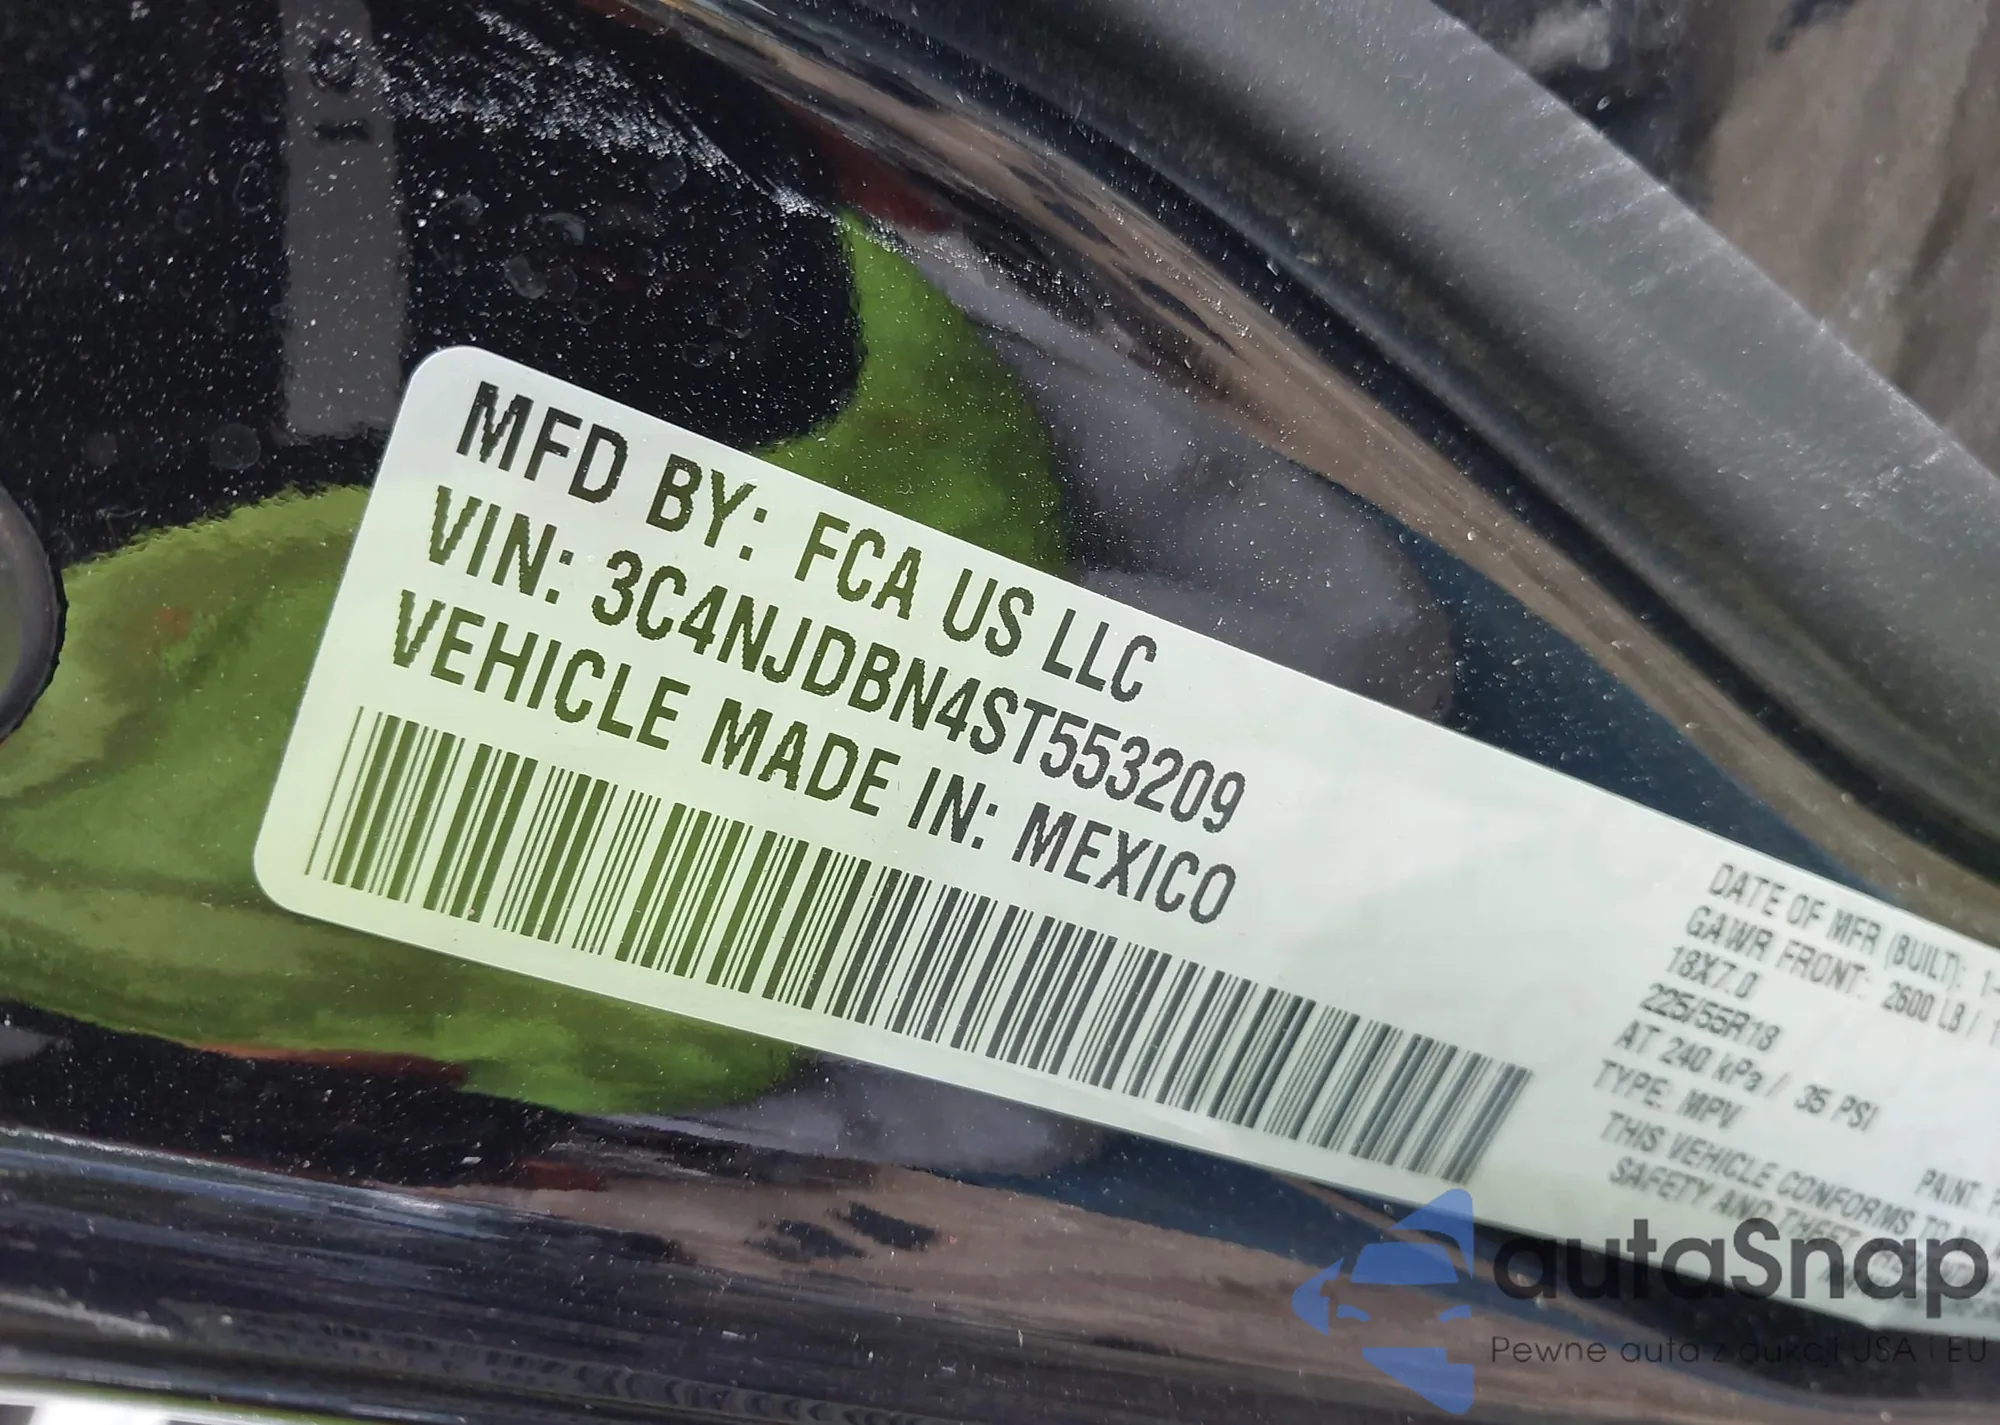 MFD BY: FCA US LLC
VIN: 3C4NJDBN4ST553209
VEHICLE MADE IN: MEXICO
DATE OF MFR (BUILT): 1-
GAWR FRONT: 2600 LB /
18X7.0
225/55R18
AT 240 kPa / 35 PSI
TYPE: MPV
THIS VEHICLE CONFORMS TO
SAFETY AND THEFT
PAINT:
autaSnap
Pewne auta z aukcji USA i EU